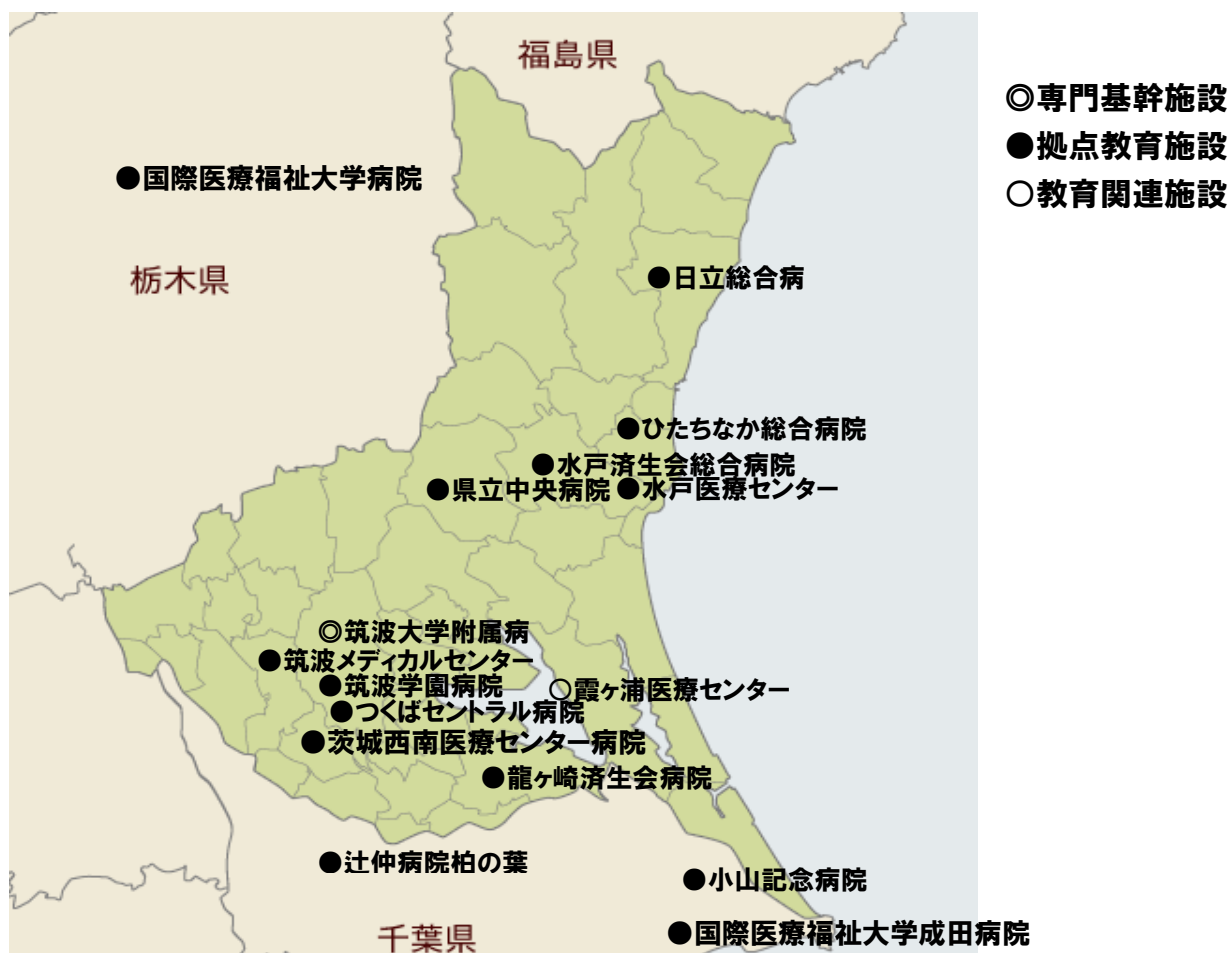 福島県
◎専門基幹施設
●拠点教育施設
○教育関連施設
●国際医療福祉大学病院
栃木県
●日立総合病
●ひたちなか総合病院
●水戸済生会総合病院
●県立中央病院
●水戸医療センター
◎筑波大学附属病
●筑波メディカルセンター
●筑波学園病院
○霞ヶ浦医療センター
●つくばセントラル病院
●茨城西南医療センター病院
●龍ヶ崎済生会病院
●辻仲病院柏の葉
●小山記念病院
千葉県
●国際医療福祉大学成田病院